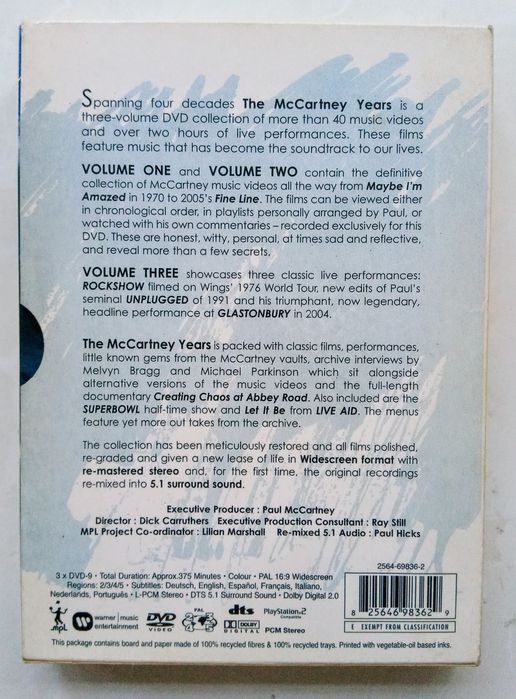 Spanning four decades The McCartney Years is a
three-volume DVD collection of more than 40 music videos
and over two hours of live performances. These films
feature music that has become the soundtrack to our lives.
VOLUME ONE and VOLUME TWO contain the definitive
collection of McCartney music videos all the way from Maybe I'm
Amazed in 1970 to 2005's Fine Line. The films can be viewed either
in chronological order, in playlists personally arranged by Paul, or
watched with his own commentaries – recorded exclusively for this
DVD. These are honest, witty, personal, at times sad and reflective,
and reveal more than a few secrets.
VOLUME THREE showcases three classic live performances:
ROCKSHOW filmed on Wings' 1976 World Tour, new edits of Paul's
seminal UNPLUGGED of 1991 and his triumphant, now legendary,
headline performance at GLASTONBURY in 2004.
The McCartney Years is packed with classic films, performances,
little known gems from the McCartney vaults, archive interviews by
Melvyn Bragg and Michael Parkinson which sit alongside
alternative versions of the music videos and the full-length
documentary Creating Chaos at Abbey Road. Also included are the
SUPERBOWL half-time show and Let It Be from LIVE AID. The menus
feature yet more out takes from the archive.
The collection has been meticulously restored and all films polished,
re-graded and given a new lease of life in Widescreen format with
re-mastered stereo and, for the first time, the original recordings
re-mixed into 5.1 surround sound.
Executive Producer : Paul McCartney
Director : Dick Carruthers Executive Production Consultant : Ray Still
MPL Project Co-ordinator : Lilian Marshall Re-mixed 5.1 Audio : Paul Hicks
2564-69836-2
3 x DVD-9 • Total Duration: Approx.375 Minutes • Colour • PAL 16:9 Widescreen
Regions: 2/3/4/5 • Subtitles: Deutsch, English, Español, Français, Italiano,
Nederlands, Português • L-PCM Stereo • DTS 5.1 Surround Sound • Dolby Digital 2.0
mpl
warner music
entertainment
DVD
VIDEO
PAL
dts
DOLBY
DIGITAL
PlayStation.2
Compatible
PCM Stereo
8 25646 98362 9
E EXEMPT FROM CLASSIFICATION
This package contains board and paper made of 100% recycled fibres & 100% recycled tray. Printed with vegetable-oil based inks.